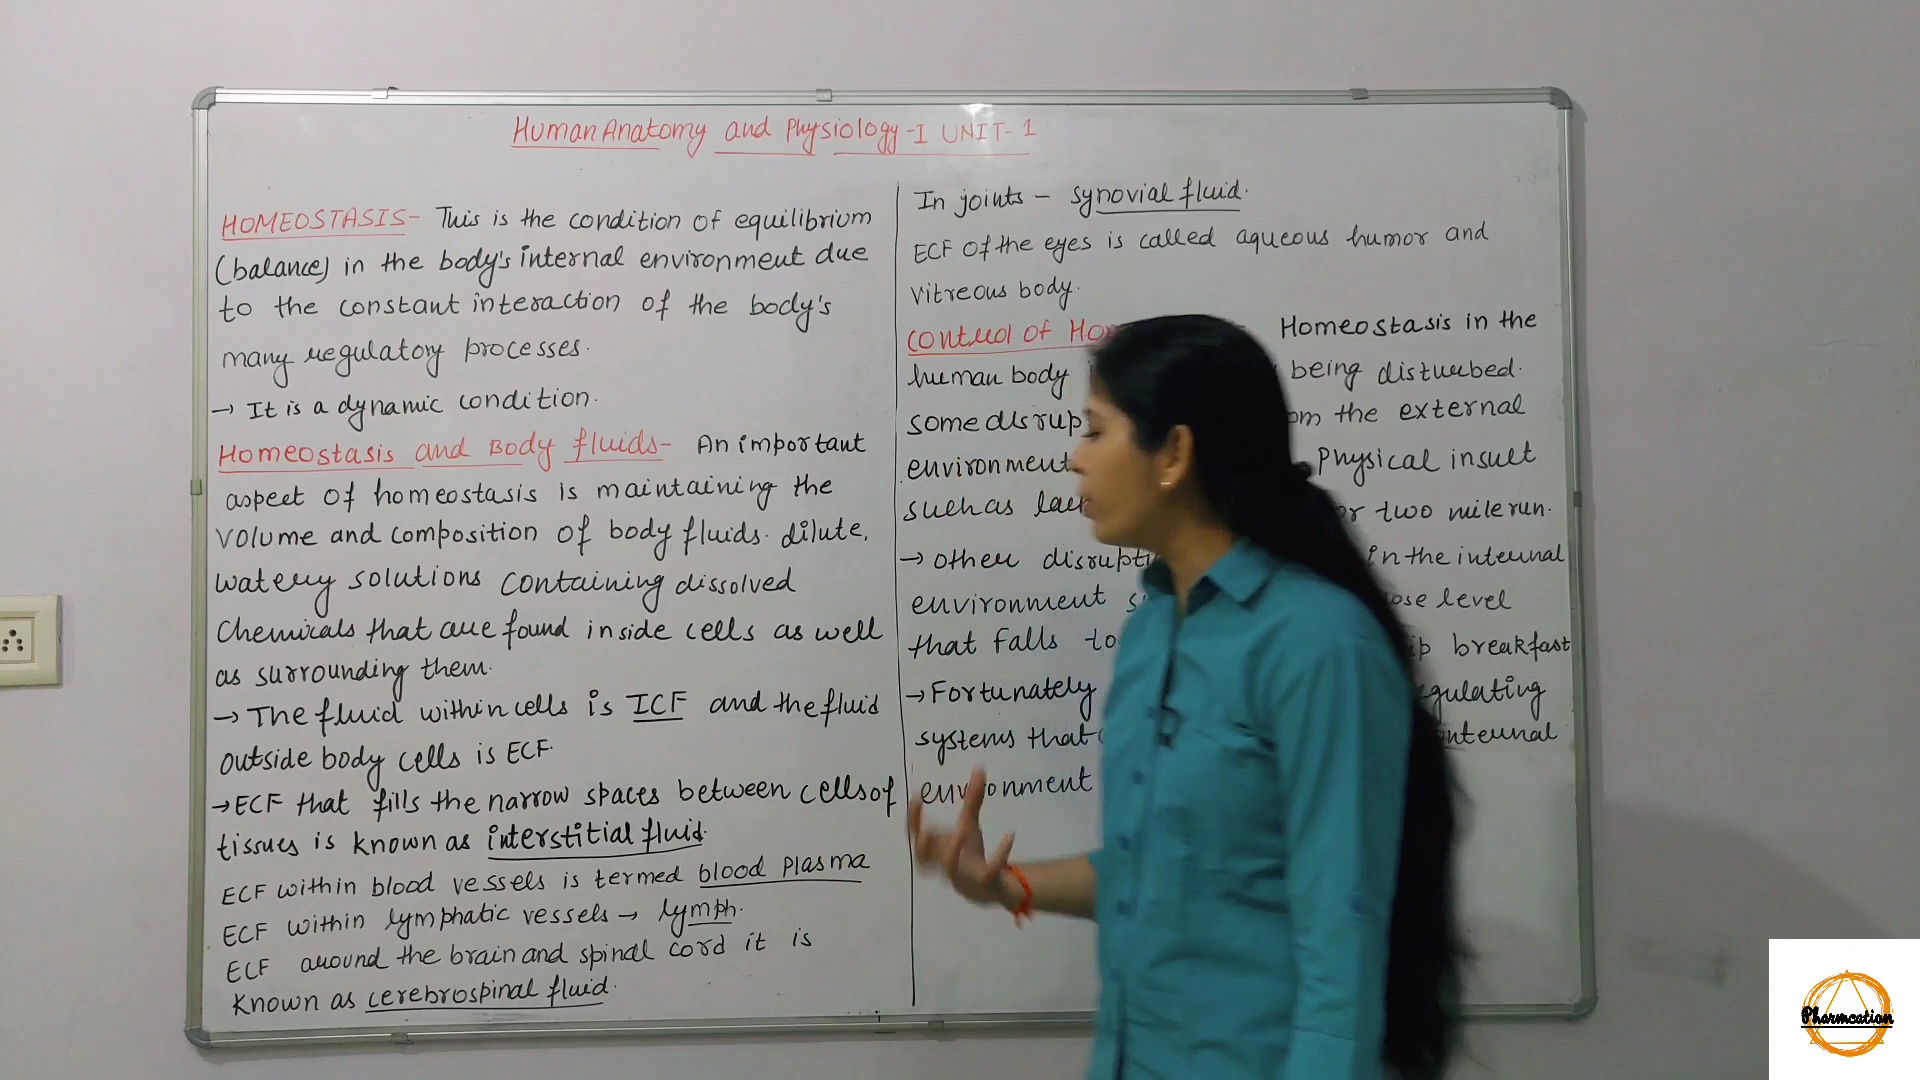 Human Anatomy and Physiology-I UNIT-1
HOMEOSTASIS- This is the condition of equilibrium
(balance) in the body's internal environment due
to the constant interaction of the body's
many regulatory processes.
→ It is a dynamic condition.
Homeostasis and Body fluids- An important
aspect of homeostasis is maintaining the
volume and composition of body fluids. dilute,
watery solutions containing dissolved
chemicals that are found inside cells as well
as surrounding them.
→ The fluid within cells is ICF and the fluid
outside body cells is ECF.
→ ECF that fills the narrow spaces between cells of
tissues is known as interstitial fluid.
ECF within blood vessels is termed blood plasma
ECF within lymphatic vessels → lymph.
ECF around the brain and spinal cord it is
known as cerebrospinal fluid.
In joints - synovial fluid.
ECF of the eyes is called aqueous humor and
vitreous body.
control of Homeostasis in the
human body being disturbed.
some the external
environment Physical insult
such as two mile run.
→ other in the internal
environment level
that falls breakfast
→ Fortunately
systems that internal
environment
Pharmcation